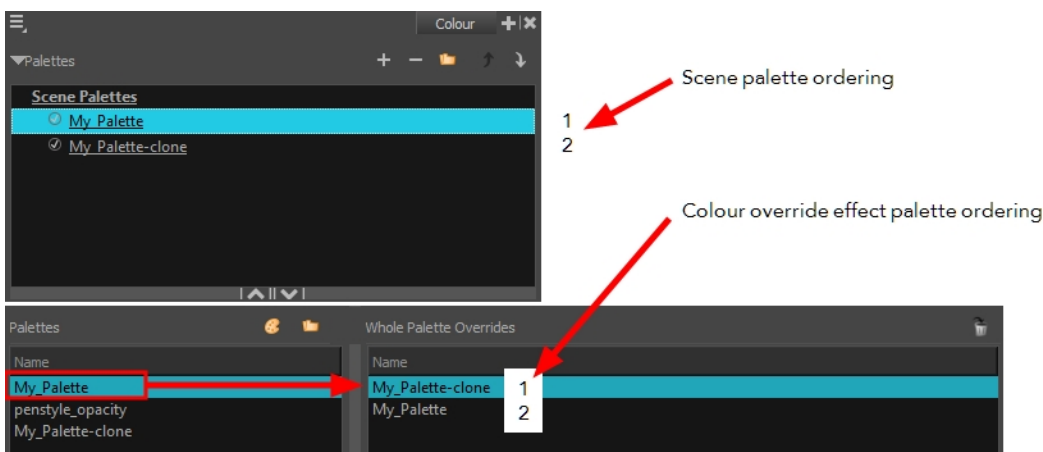 Colour
Palettes
Scene Palettes
My_Palette
My_Palette-clone
Scene palette ordering
1
2
Colour override effect palette ordering
Palettes
Name
My_Palette
penstyle_opacity
My_Palette-clone
Whole Palette Overrides
Name
My_Palette-clone 1
My_Palette 2